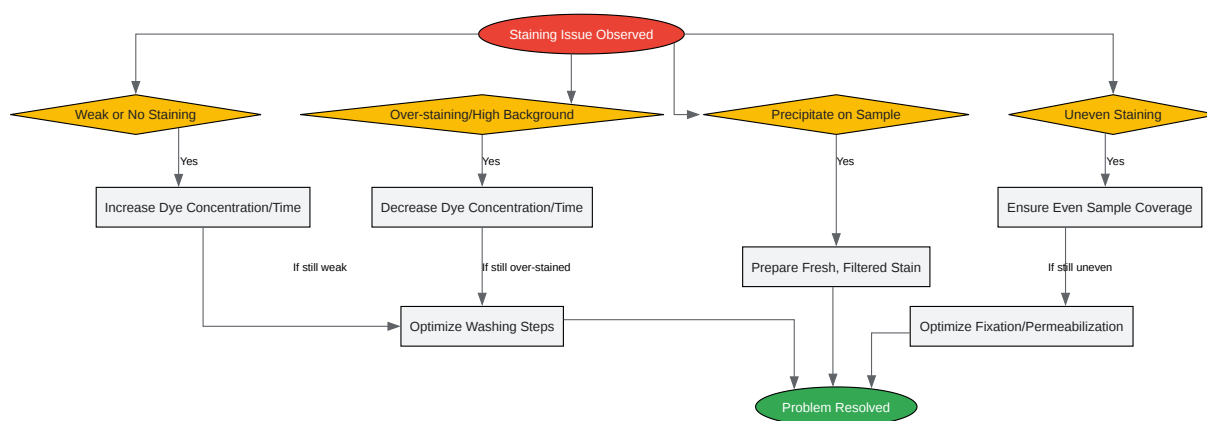 Staining Issue Observed
Weak or No Staining
Over-staining/High Background
Precipitate on Sample
Uneven Staining
Yes
Yes
Yes
Yes
Increase Dye Concentration/Time
Decrease Dye Concentration/Time
Ensure Even Sample Coverage
If still weak
If still over-stained
Prepare Fresh, Filtered Stain
If still uneven
Optimize Washing Steps
Optimize Fixation/Permeabilization
Problem Resolved